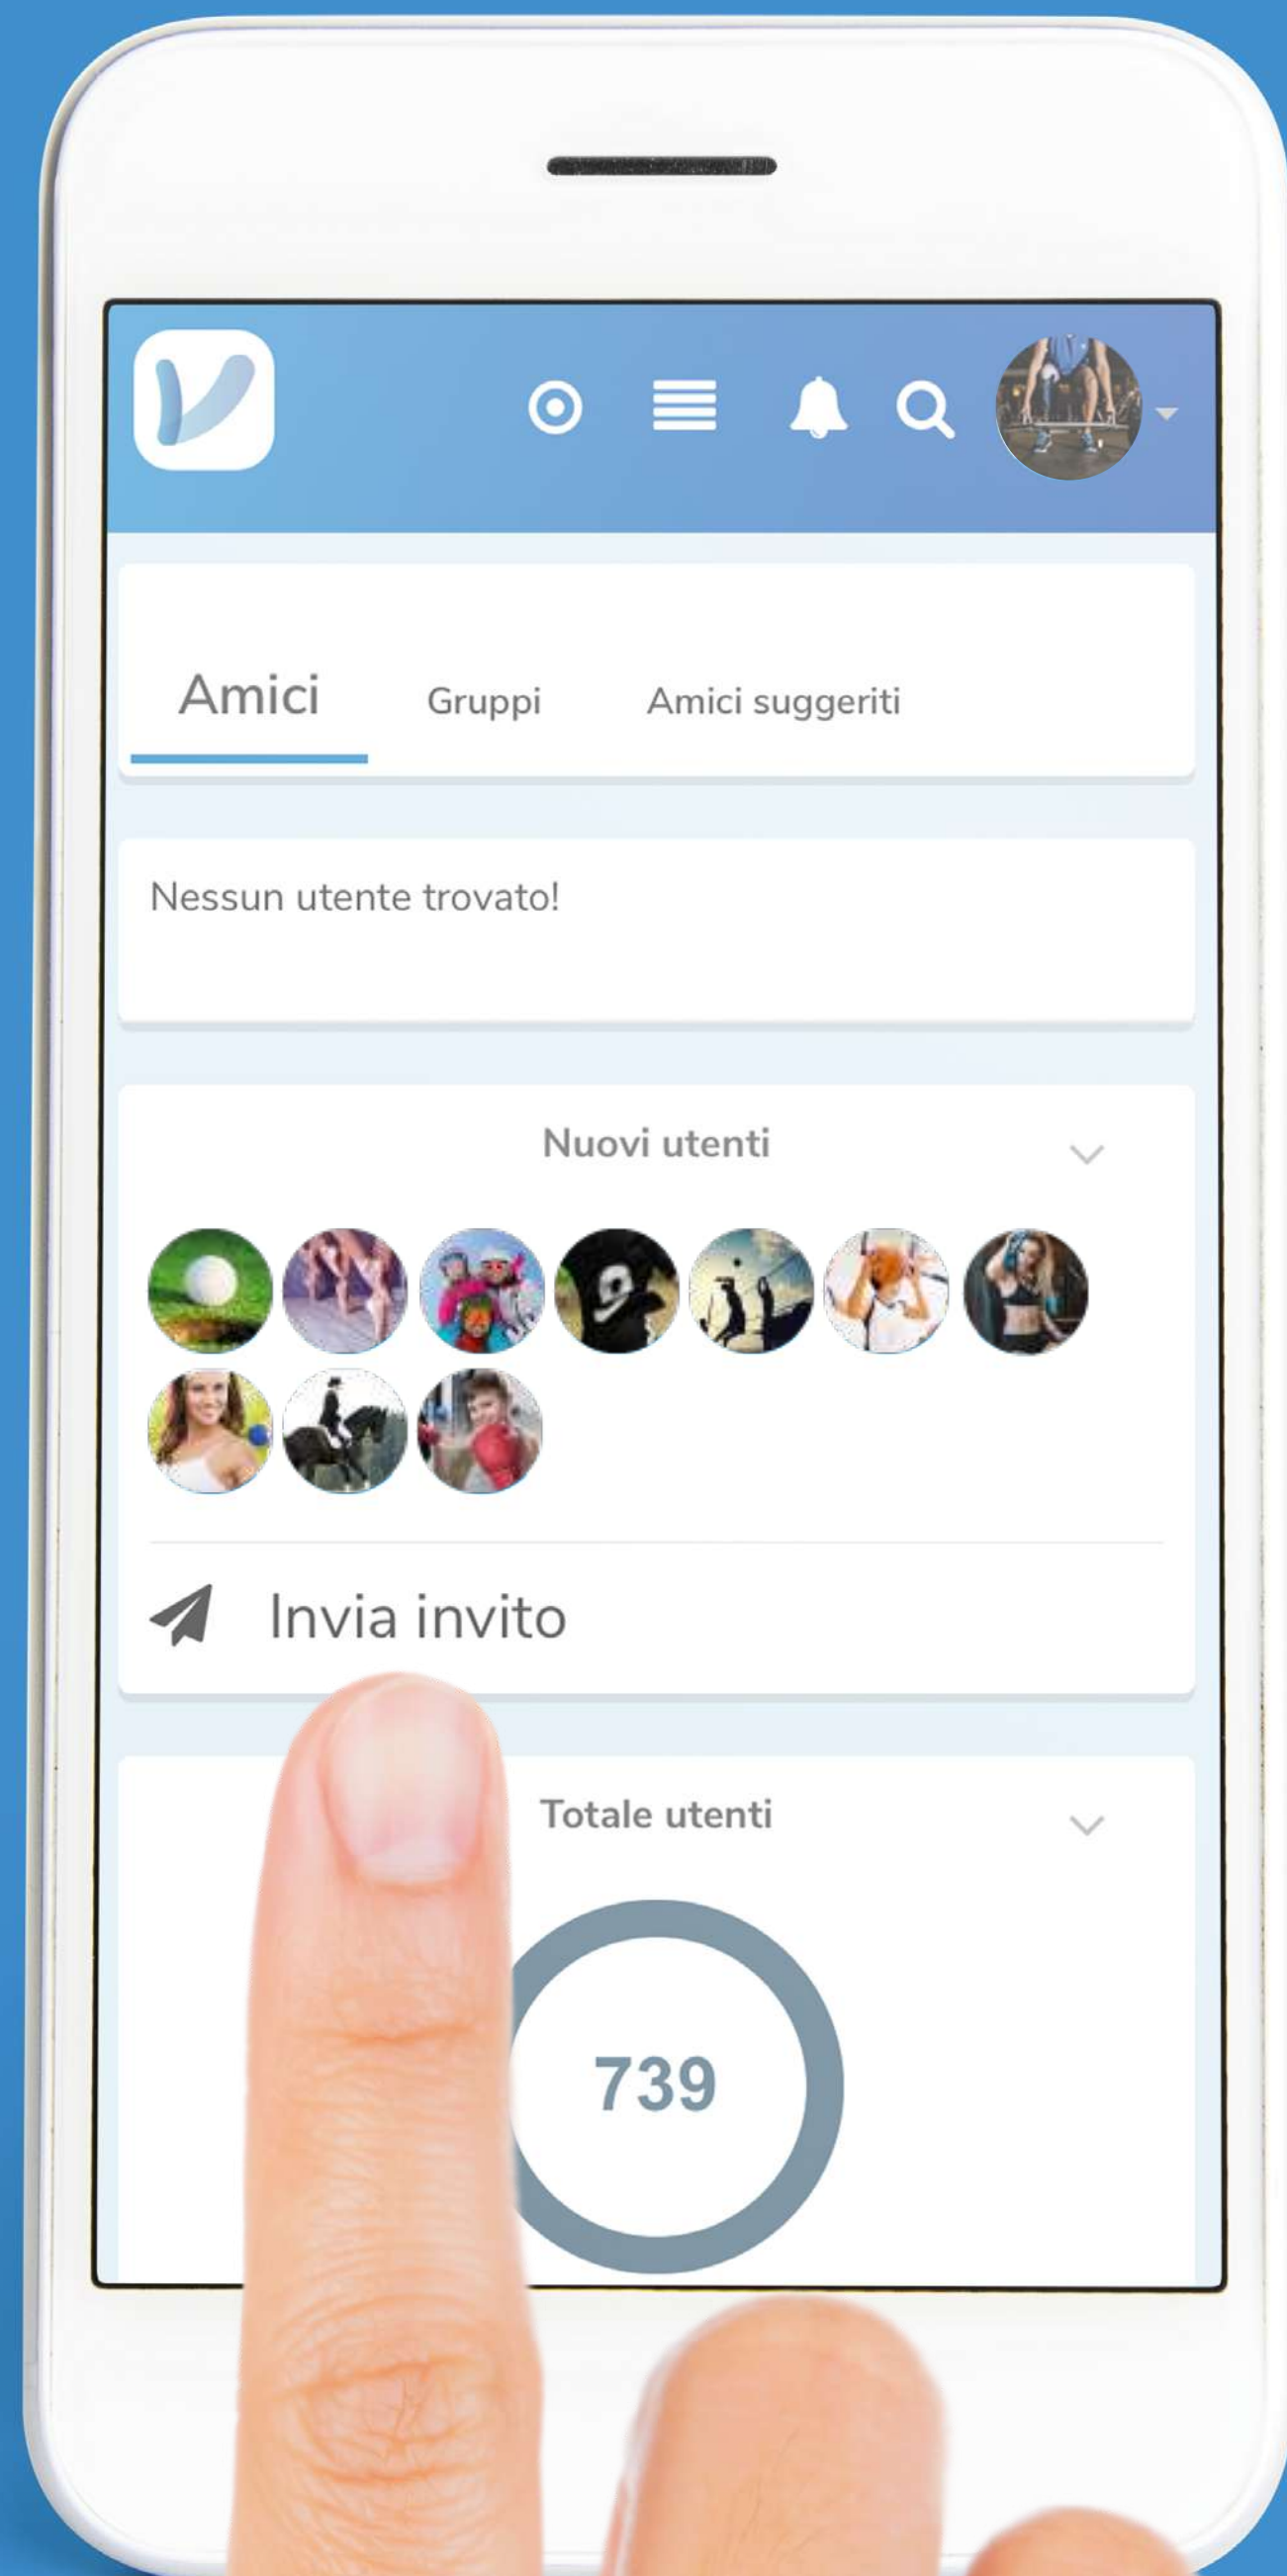 Amici Gruppi Amici suggeriti
Nessun utente trovato!
Nuovi utenti
Invia invito
Totale utenti
739